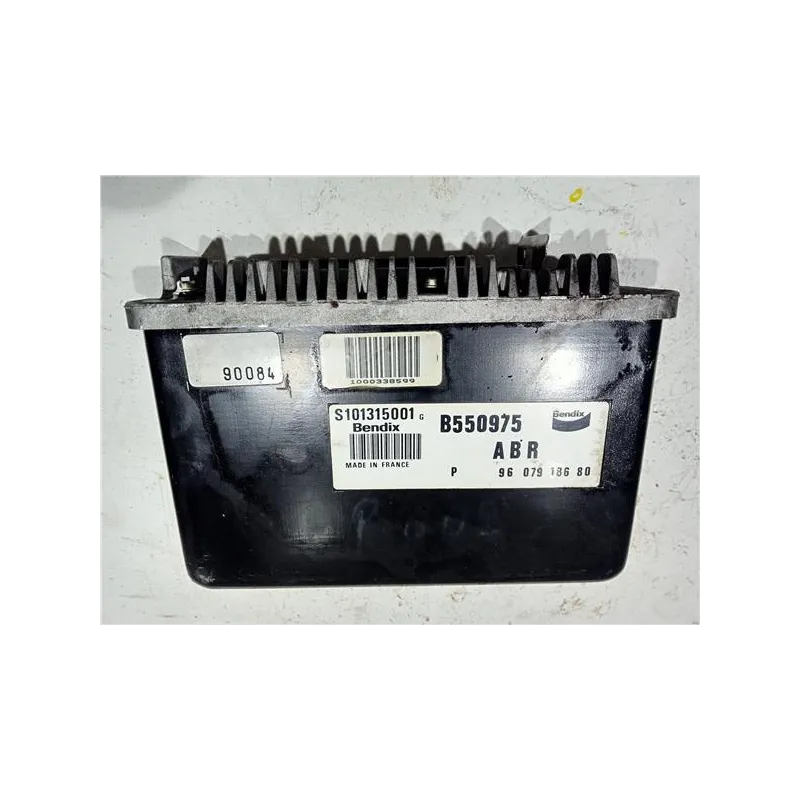 90084
1000338599
S101315001 G
Bendix
MADE IN FRANCE
B550975
Bendix
ABR
P 96 079 186 80